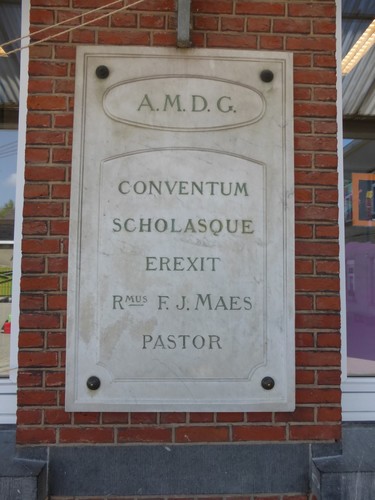 A.M.D.G.
CONVENTUM
SCHOLASQUE
EREXIT
RMUS F.J. MAES
PASTOR